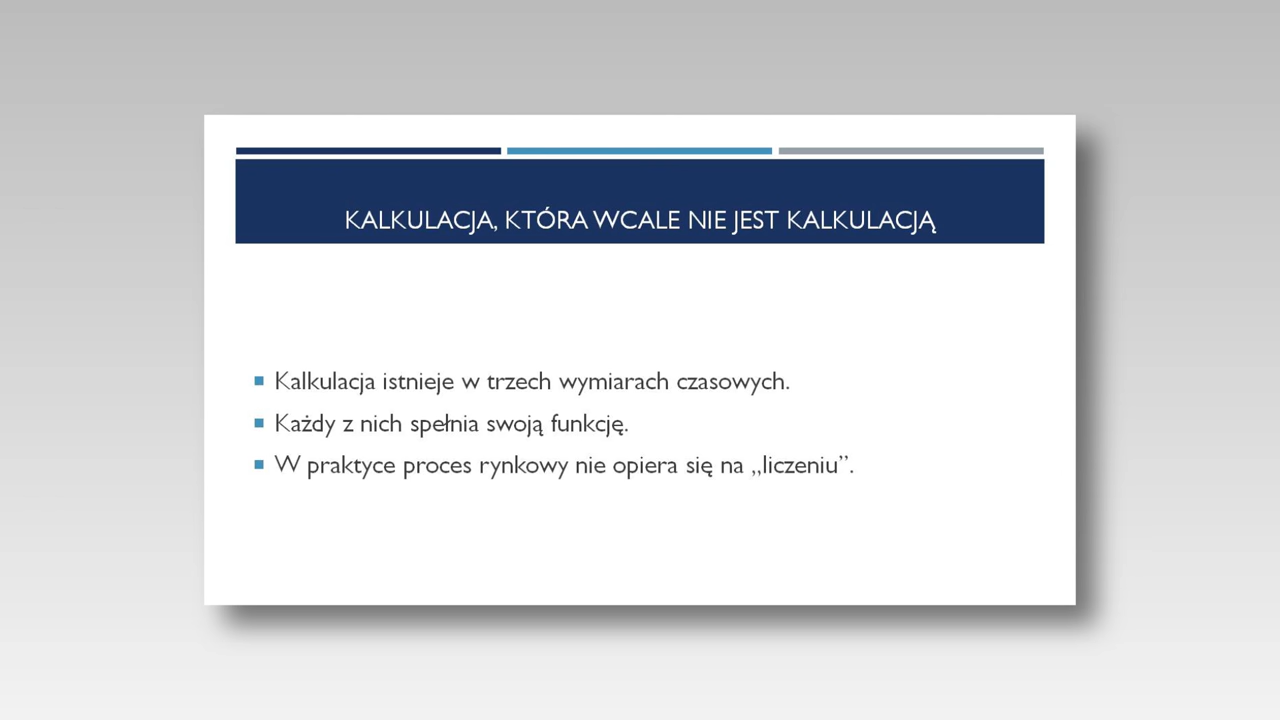 KALKULACJA, KTÓRA WCALE NIE JEST KALKULACJĄ
Kalkulacja istnieje w trzech wymiarach czasowych.
Każdy z nich spełnia swoją funkcję.
W praktyce proces rynkowy nie opiera się na „liczeniu”.